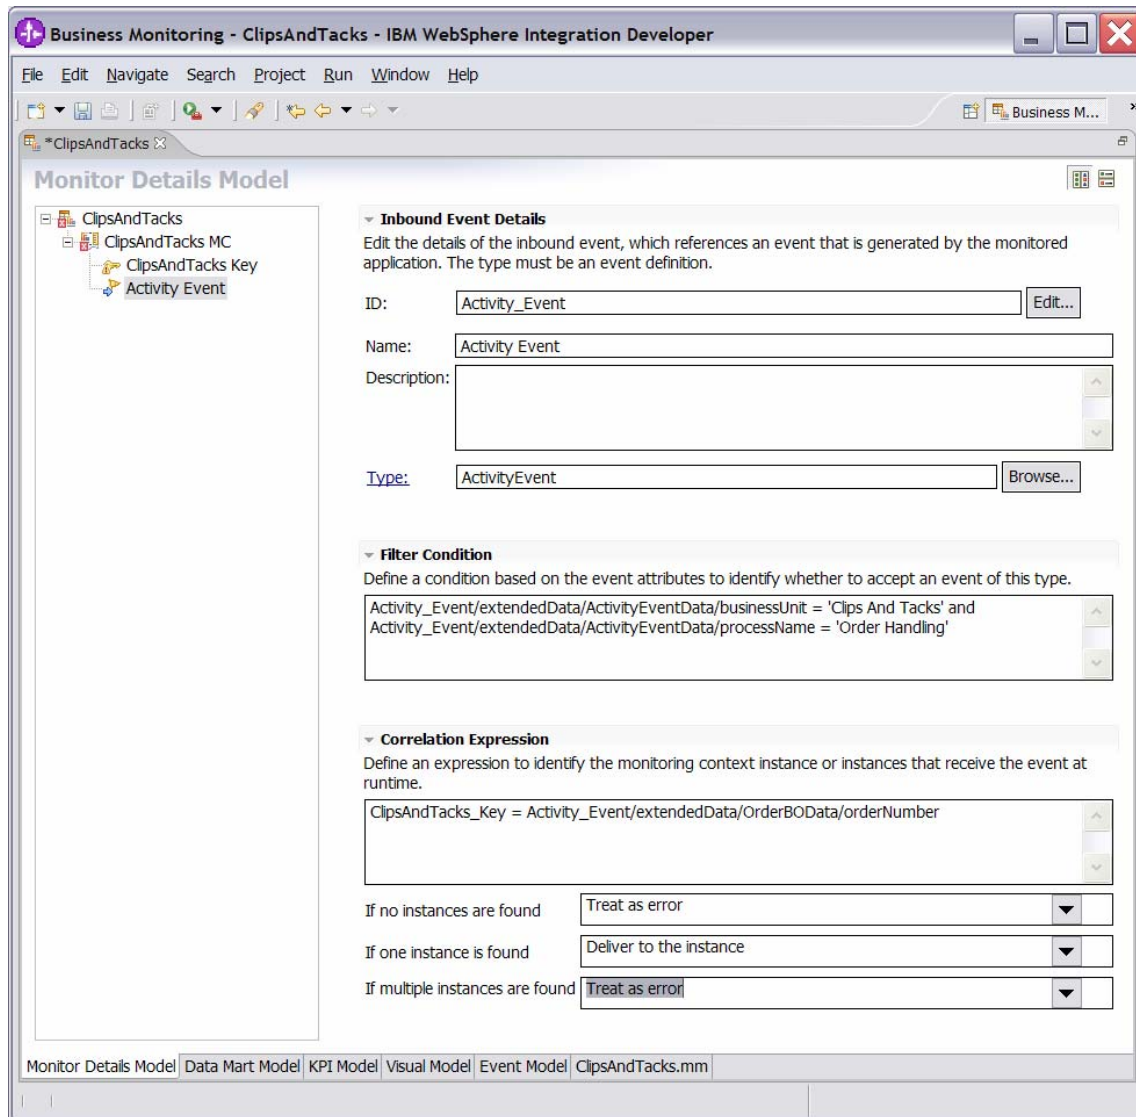 Business Monitoring - ClipsAndTacks - IBM WebSphere Integration Developer
File Edit Navigate Search Project Run Window Help
Business M...
*ClipsAndTacks
Monitor Details Model
ClipsAndTacks
ClipsAndTacks MC
ClipsAndTacks Key
Activity Event
Inbound Event Details
Edit the details of the inbound event, which references an event that is generated by the monitored
application. The type must be an event definition.
ID: Activity_Event Edit...
Name: Activity Event
Description:
Type: ActivityEvent Browse...
Filter Condition
Define a condition based on the event attributes to identify whether to accept an event of this type.
Activity_Event/extendedData/ActivityEventData/businessUnit = 'Clips And Tacks' and
Activity_Event/extendedData/ActivityEventData/processName = 'Order Handling'
Correlation Expression
Define an expression to identify the monitoring context instance or instances that receive the event at
runtime.
ClipsAndTacks_Key = Activity_Event/extendedData/OrderBOData/orderNumber
If no instances are found Treat as error
If one instance is found Deliver to the instance
If multiple instances are found Treat as error
Monitor Details Model Data Mart Model KPI Model Visual Model Event Model ClipsAndTacks.mm